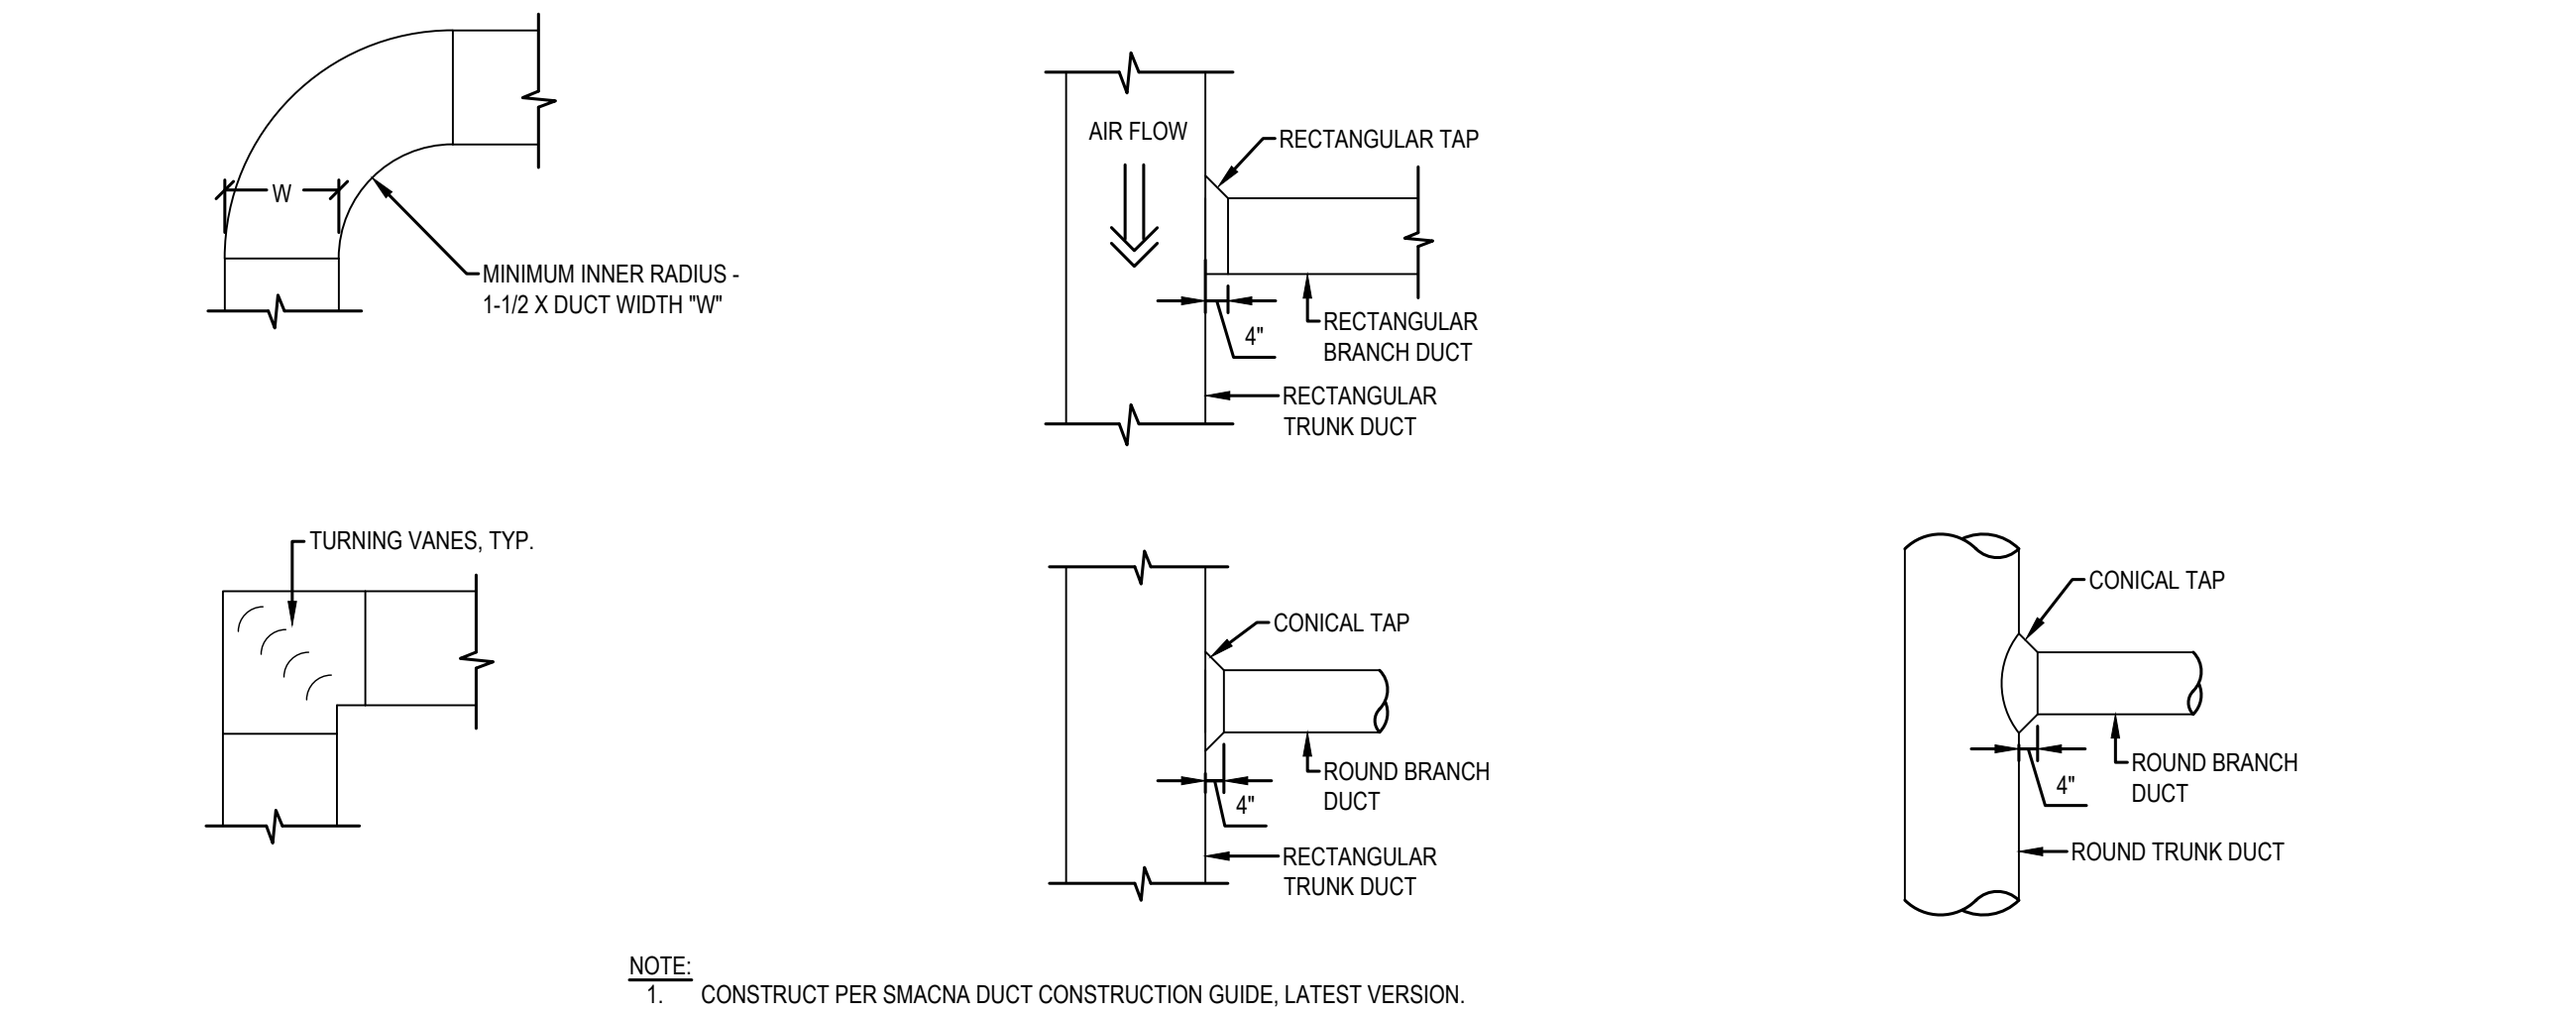 W
MINIMUM INNER RADIUS -
1-1/2 X DUCT WIDTH "W"
AIR FLOW
RECTANGULAR TAP
4"
RECTANGULAR
BRANCH DUCT
RECTANGULAR
TRUNK DUCT
TURNING VANES, TYP.
CONICAL TAP
4"
ROUND BRANCH
DUCT
RECTANGULAR
TRUNK DUCT
CONICAL TAP
4"
ROUND BRANCH
DUCT
ROUND TRUNK DUCT
NOTE:
1. CONSTRUCT PER SMACNA DUCT CONSTRUCTION GUIDE, LATEST VERSION.